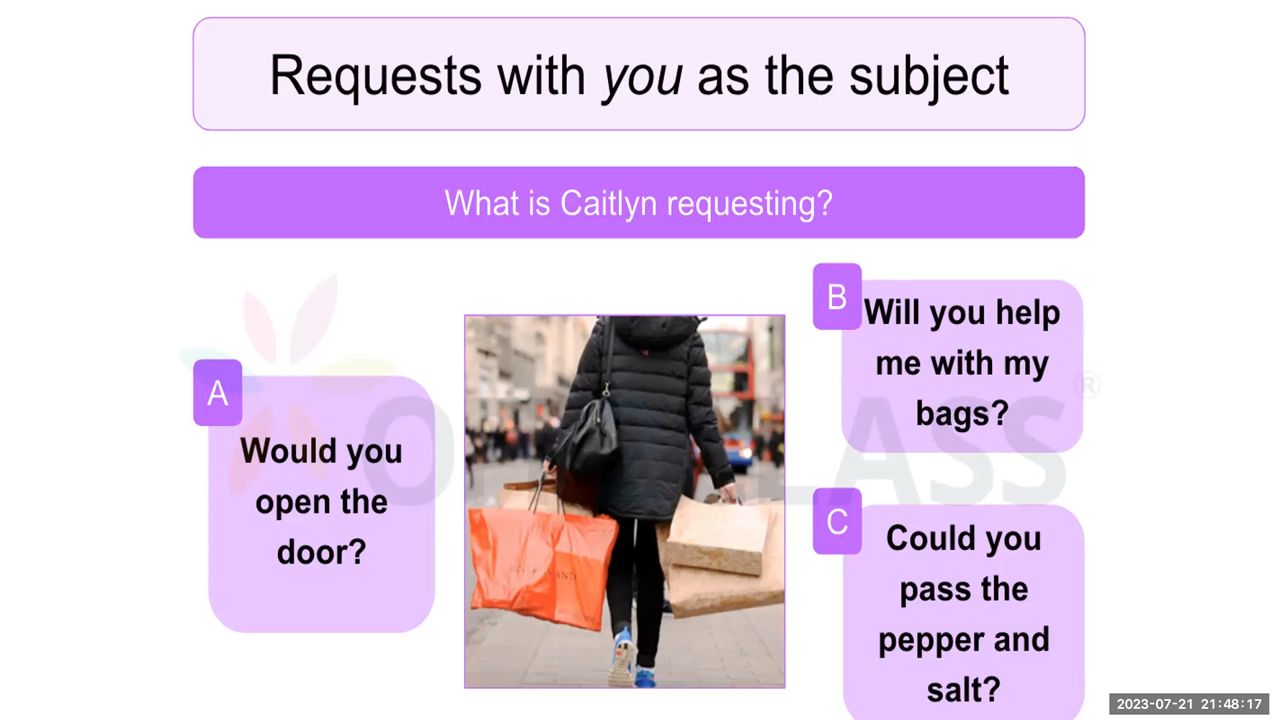 Requests with you as the subject
What is Caitlyn requesting?
A
Would you
open the
door?
B
Will you help
me with my
bags?
C
Could you
pass the
pepper and
salt?
2023-07-21 21:48:17